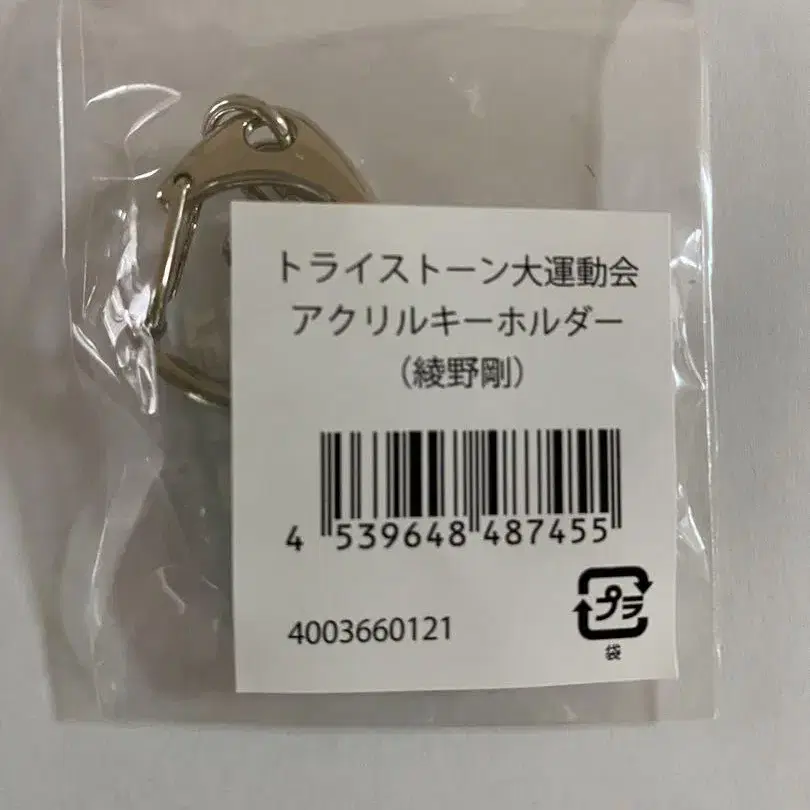 トライストーン大運動会
アクリルキーホルダー
（綾野剛）
4 539648 487455
4003660121
プラ
袋